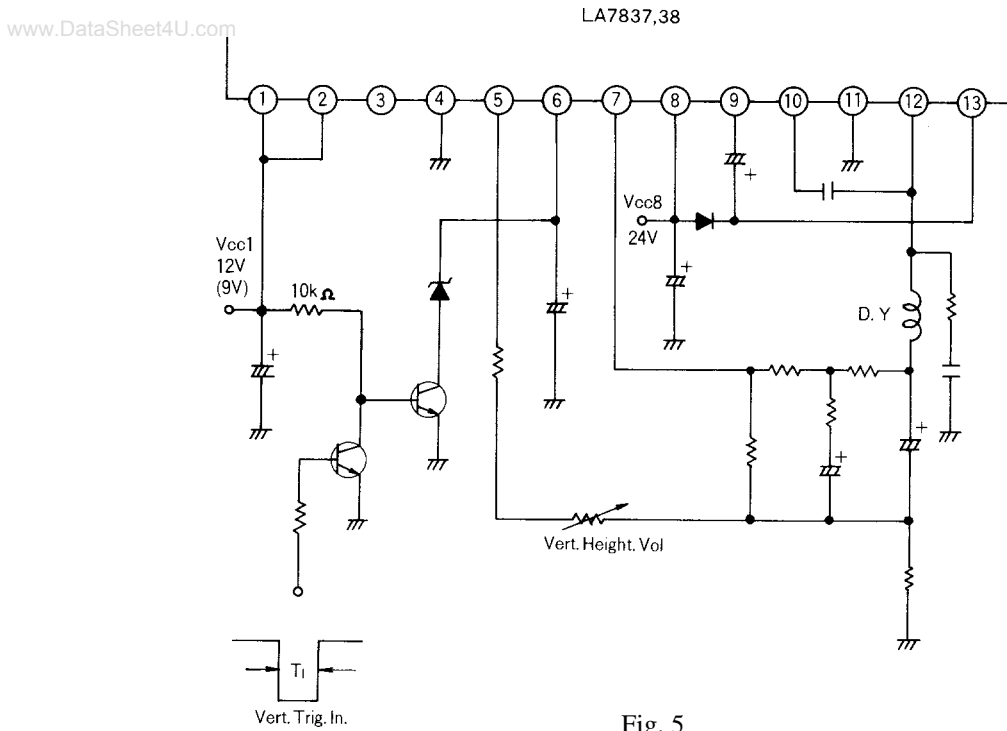 www.DataSheet4U.com
LA7837,38
1 2 3 4 5 6 7 8 9 10 11 12 13
+
Vcc8
24V
Vcc1
12V
(9V)
10kΩ
+
+
+
D.Y
+
+
+
Vert. Height. Vol
T1
Vert. Trig. In.
Fig. 5